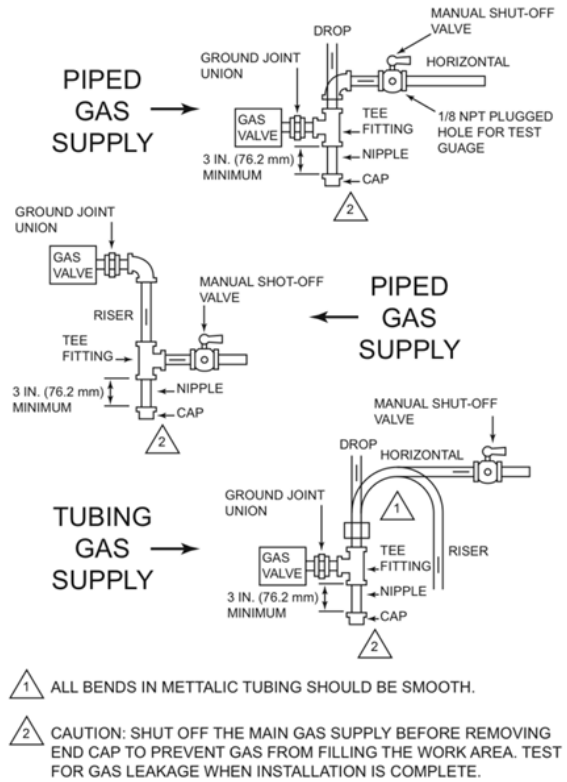 MANUAL SHUT-OFF
VALVE
DROP
GROUND JOINT
UNION
HORIZONTAL
PIPED
GAS
SUPPLY
GAS
VALVE
TEE
FITTING
1/8 NPT PLUGGED
HOLE FOR TEST
GUAGE
3 IN. (76.2 mm)
MINIMUM
NIPPLE
CAP
2
GROUND JOINT
UNION
GAS
VALVE
MANUAL SHOT-OFF
VALVE
RISER
PIPED
GAS
SUPPLY
TEE
FITTING
3 IN. (76.2 mm)
MINIMUM
NIPPLE
CAP
2
MANUAL SHUT-OFF
VALVE
DROP
HORIZONTAL
GROUND JOINT
UNION
1
TUBING
GAS
SUPPLY
GAS
VALVE
TEE
FITTING
RISER
3 IN. (76.2 mm)
MINIMUM
NIPPLE
CAP
2
1 ALL BENDS IN METTALIC TUBING SHOULD BE SMOOTH.
2 CAUTION: SHUT OFF THE MAIN GAS SUPPLY BEFORE REMOVING
END CAP TO PREVENT GAS FROM FILLING THE WORK AREA. TEST
FOR GAS LEAKAGE WHEN INSTALLATION IS COMPLETE.